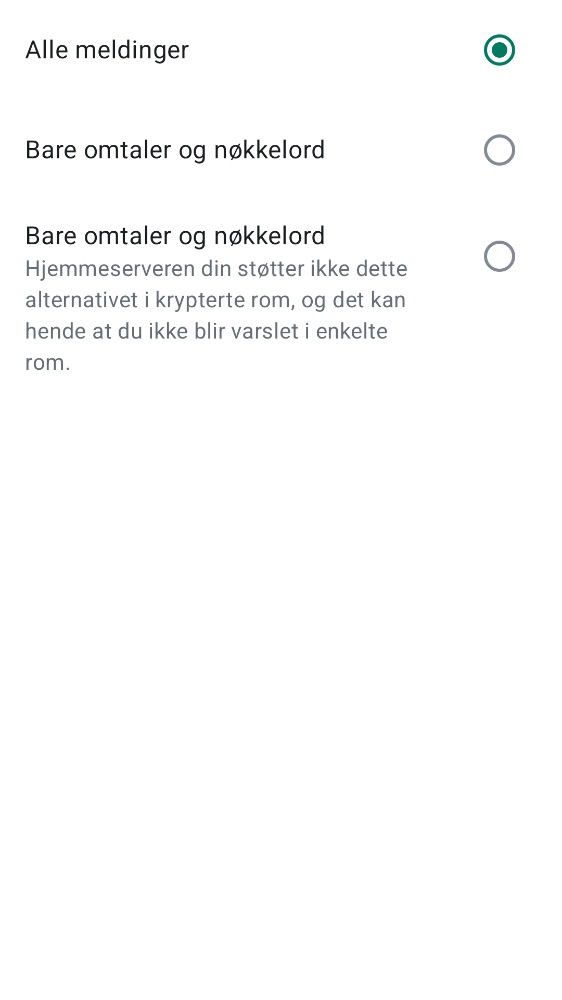 Alle meldinger
Bare omtaler og nøkkelord
Bare omtaler og nøkkelord
Hjemmeserveren din støtter ikke dette
alternativet i krypterte rom, og det kan
hende at du ikke blir varslet i enkelte
rom.